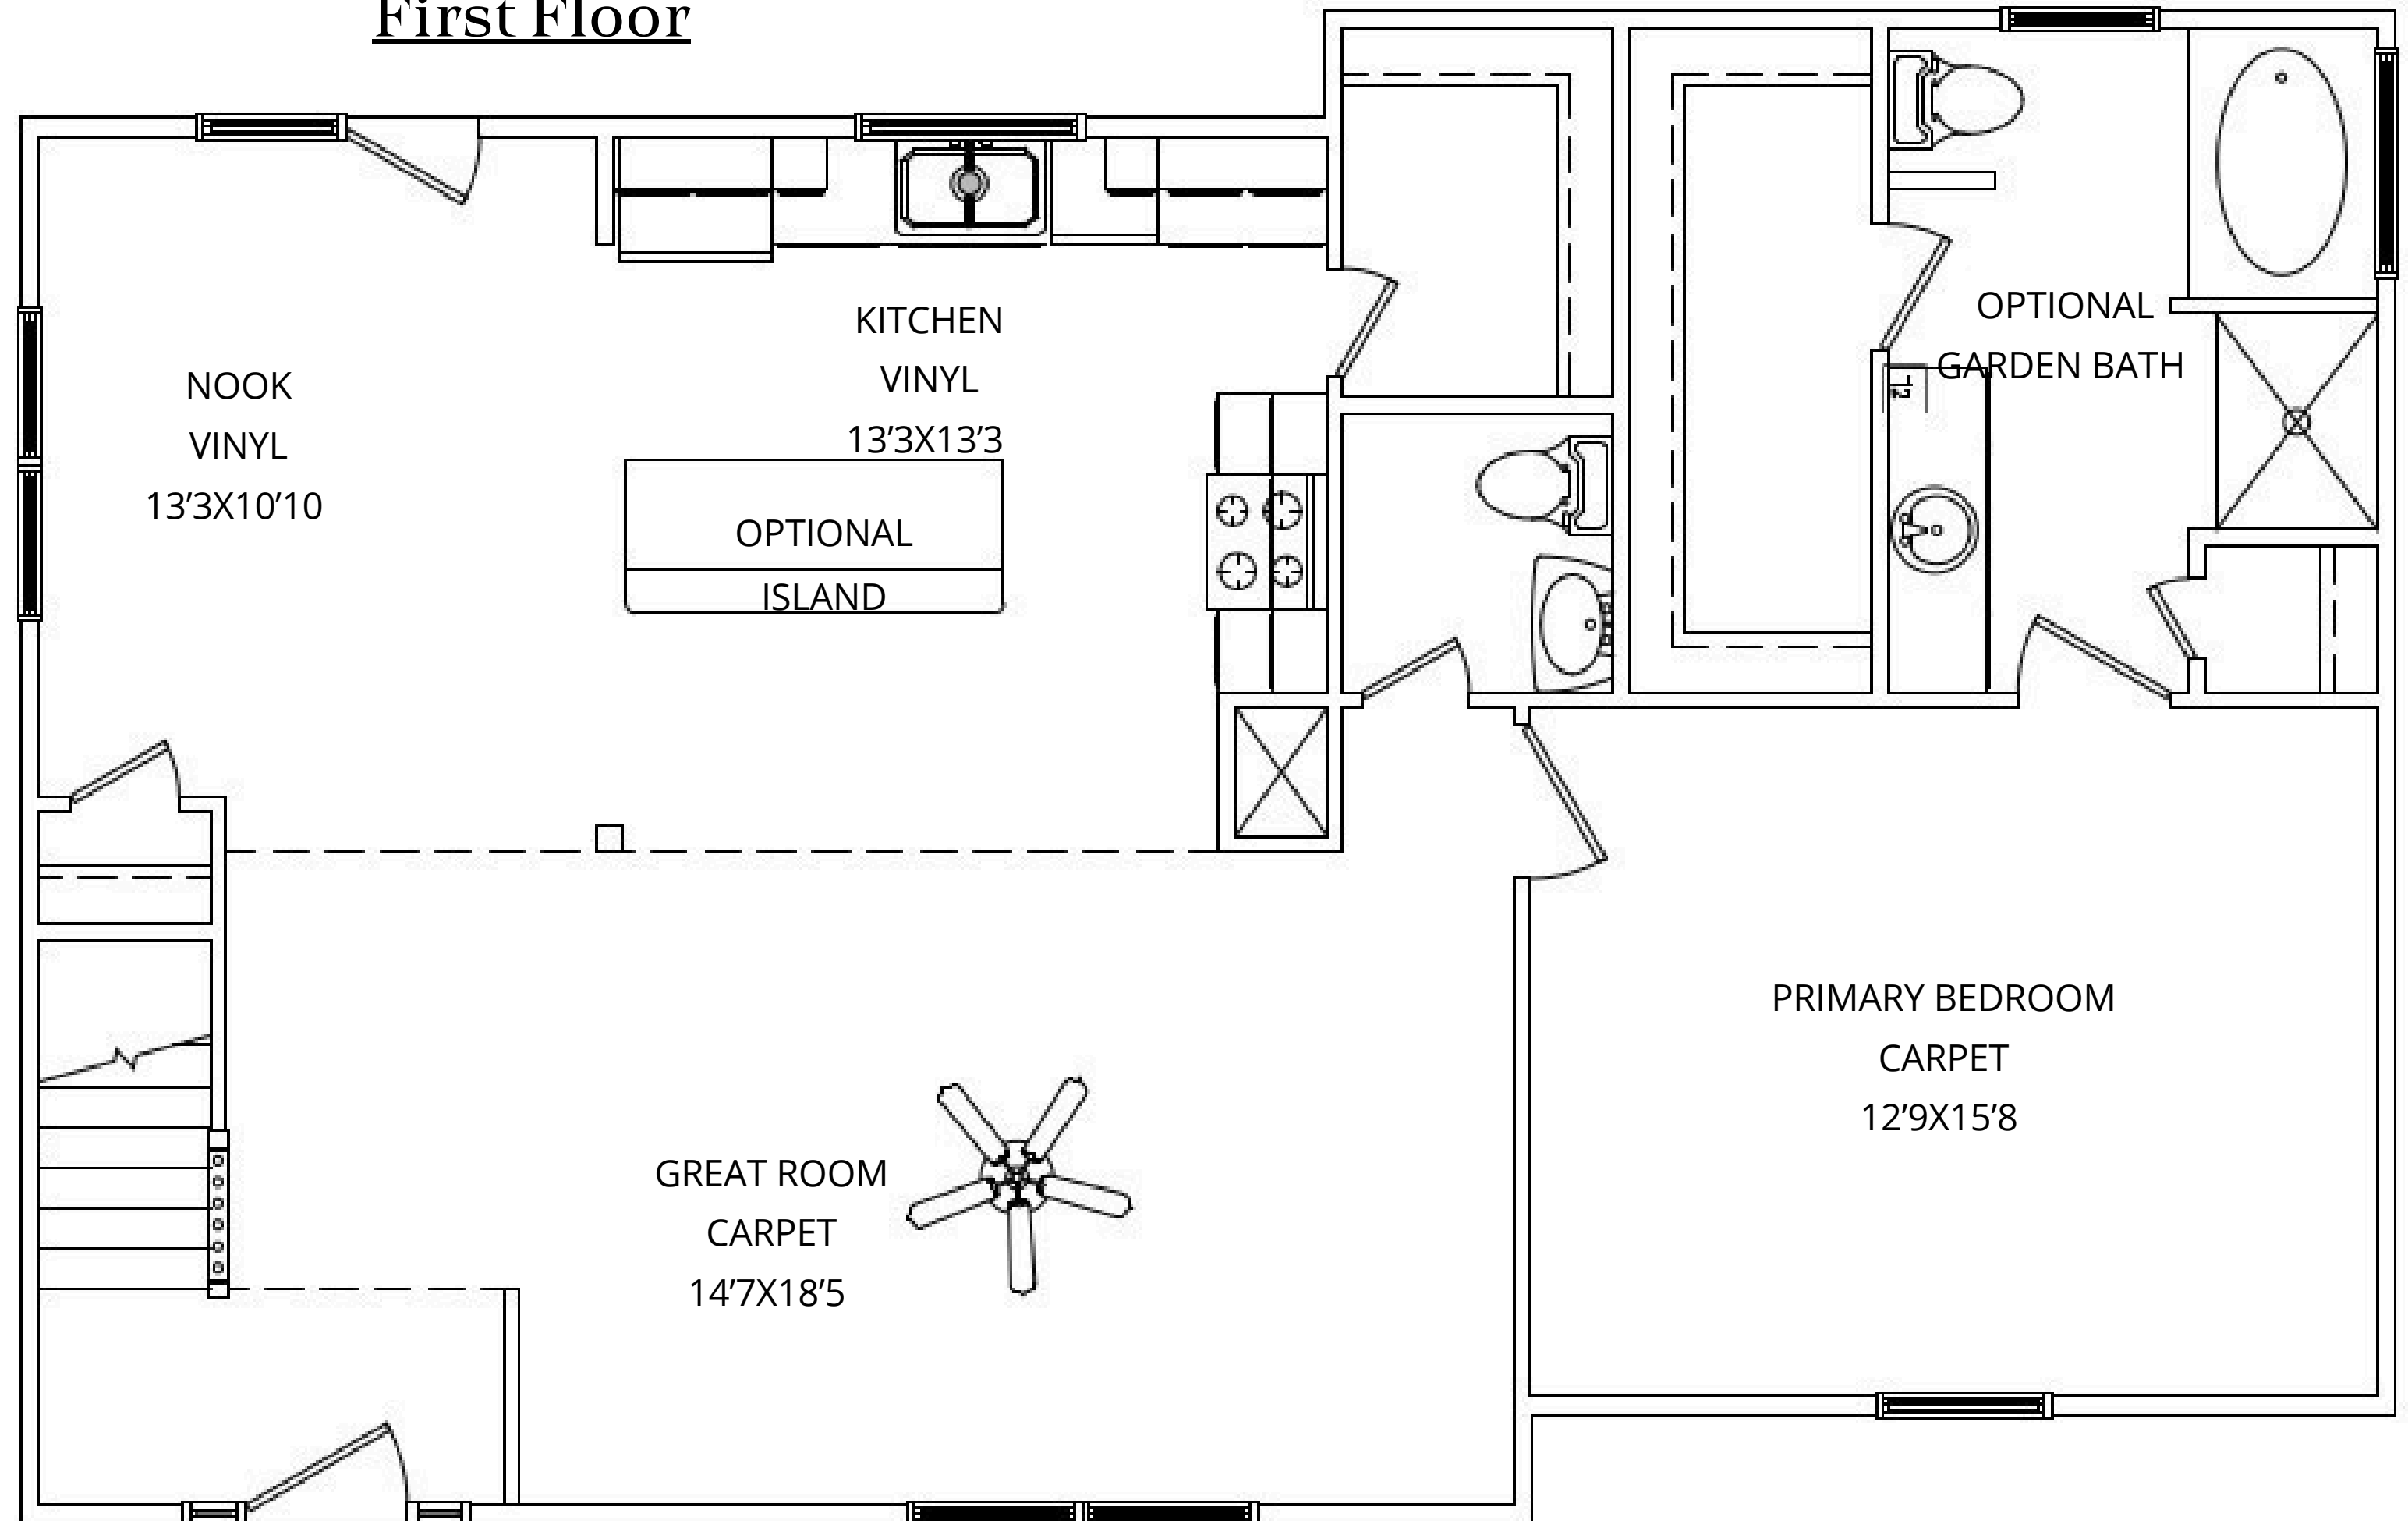 First Floor
NOOK
VINYL
13’3X10’10
KITCHEN
VINYL
13’3X13’3
OPTIONAL
ISLAND
OPTIONAL
GARDEN BATH
12
GREAT ROOM
CARPET
14’7X18’5
PRIMARY BEDROOM
CARPET
12’9X15’8